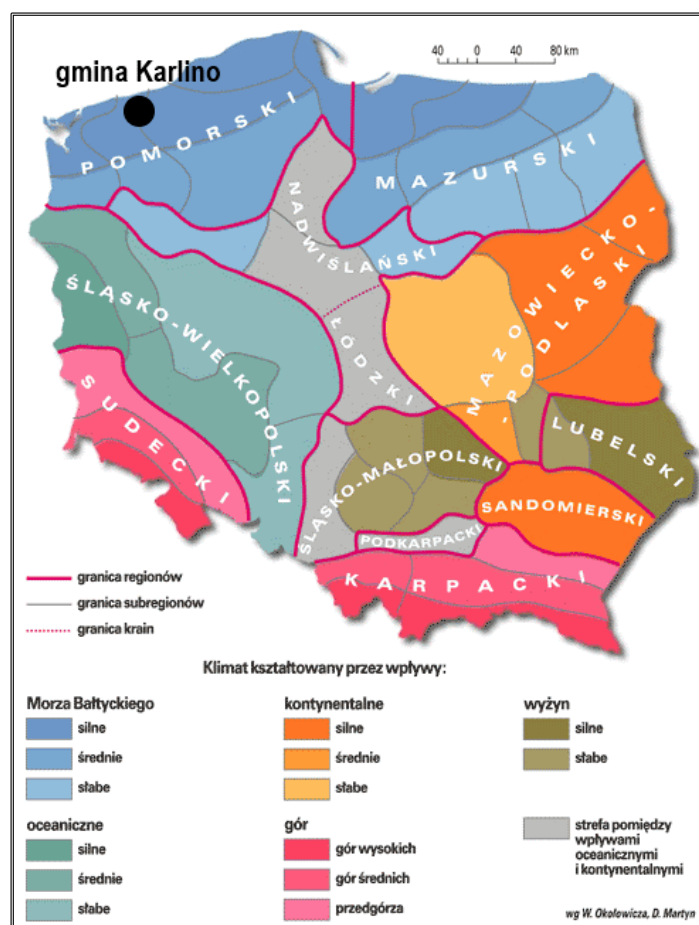 gmina Karlino
40 0 40 80 km
POMORSKI
MAZURSKI
NADWIŚLAŃSKI
MAZOWIECKO-
-PODLASKI
ŚLĄSKO-WIELKOPOLSKI
ŁÓDZKI
SUDECKI
LUBELSKI
ŚLĄSKO-MAŁOPOLSKI
SANDOMIERSKI
PODKARPACKI
KARPACKI
granica regionów
granica subregionów
granica krain
Klimat kształtowany przez wpływy:
Morza Bałtyckiego
silne
średnie
słabe
kontynentalne
silne
średnie
słabe
wyżyn
silne
słabe
oceaniczne
silne
średnie
słabe
gór
gór wysokich
gór średnich
przedgórza
strefa pomiędzy
wpływami
oceanicznymi
i kontynentalnymi
wg W. Okołowicza, D. Martyn